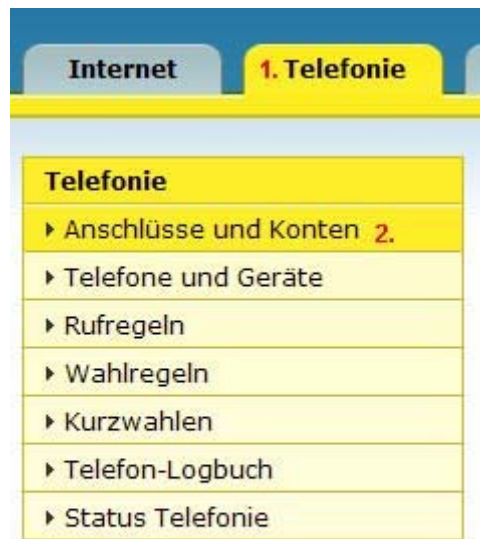 Internet 1. Telefonie
Telefonie
Anschlüsse und Konten 2.
Telefone und Geräte
Rufregeln
Wahlregeln
Kurzwahlen
Telefon-Logbuch
Status Telefonie